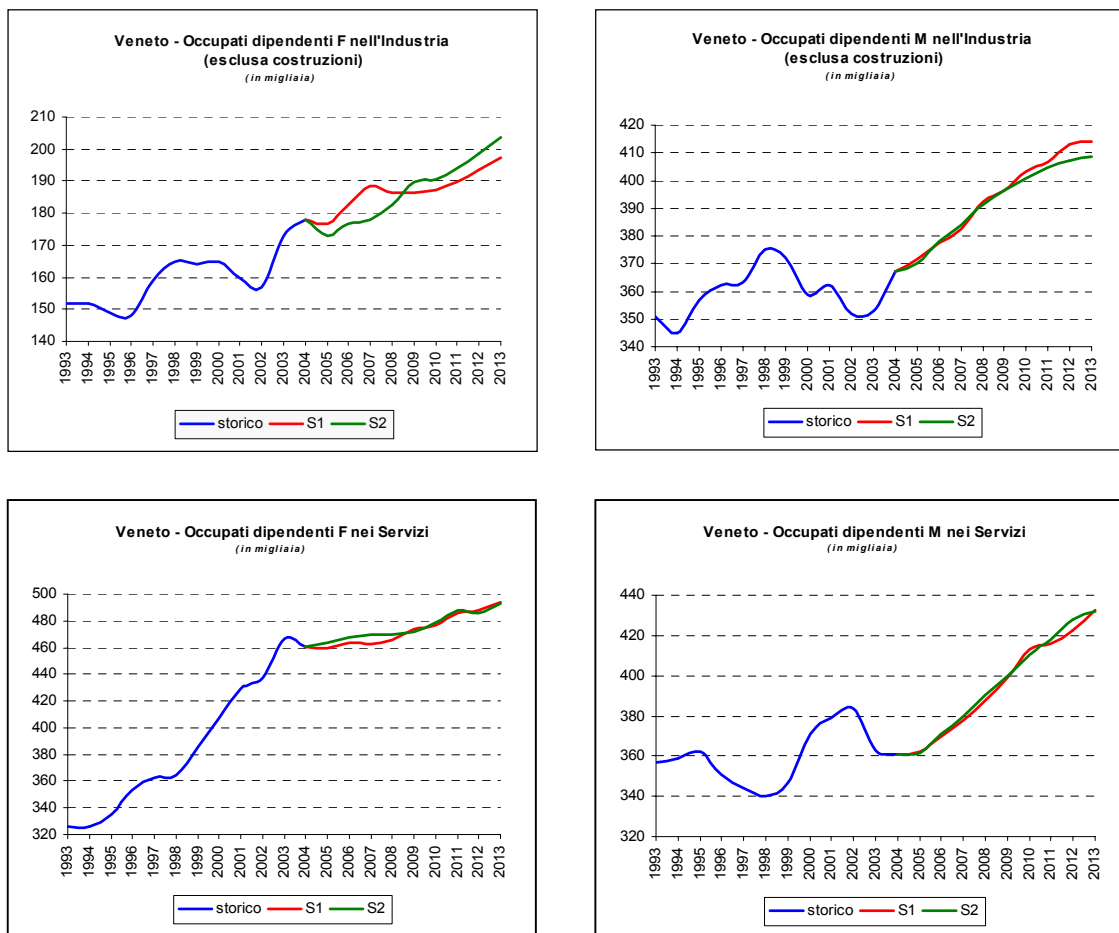 Veneto - Occupati dipendenti F nell'Industria
(esclusa costruzioni)
(in migliaia)
210
200
190
180
170
160
150
140
1993 1994 1995 1996 1997 1998 1999 2000 2001 2002 2003 2004 2005 2006 2007 2008 2009 2010 2011 2012 2013
storico S1 S2
Veneto - Occupati dipendenti M nell'Industria
(esclusa costruzioni)
(in migliaia)
420
410
400
390
380
370
360
350
340
1993 1994 1995 1996 1997 1998 1999 2000 2001 2002 2003 2004 2005 2006 2007 2008 2009 2010 2011 2012 2013
storico S1 S2
Veneto - Occupati dipendenti F nei Servizi
(in migliaia)
500
480
460
440
420
400
380
360
340
320
1993 1994 1995 1996 1997 1998 1999 2000 2001 2002 2003 2004 2005 2006 2007 2008 2009 2010 2011 2012 2013
storico S1 S2
Veneto - Occupati dipendenti M nei Servizi
(in migliaia)
440
420
400
380
360
340
320
1993 1994 1995 1996 1997 1998 1999 2000 2001 2002 2003 2004 2005 2006 2007 2008 2009 2010 2011 2012 2013
storico S1 S2